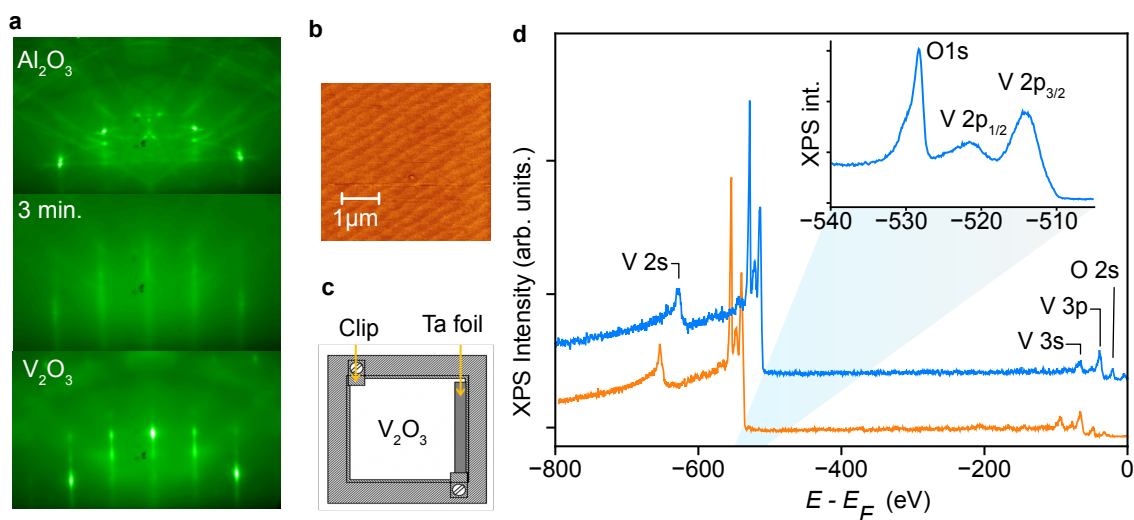 a
Al₂O₃
3 min.
V₂O₃
b
1μm
c
Clip
Ta foil
V₂O₃
d
XPS Intensity (arb. units.)
V 2s
O 2s
V 3p
V 3s
−800
−600
−400
−200
0
E - E_F (eV)
XPS int.
O1s
V 2p₁/₂
V 2p₃/₂
−540
−530
−520
−510